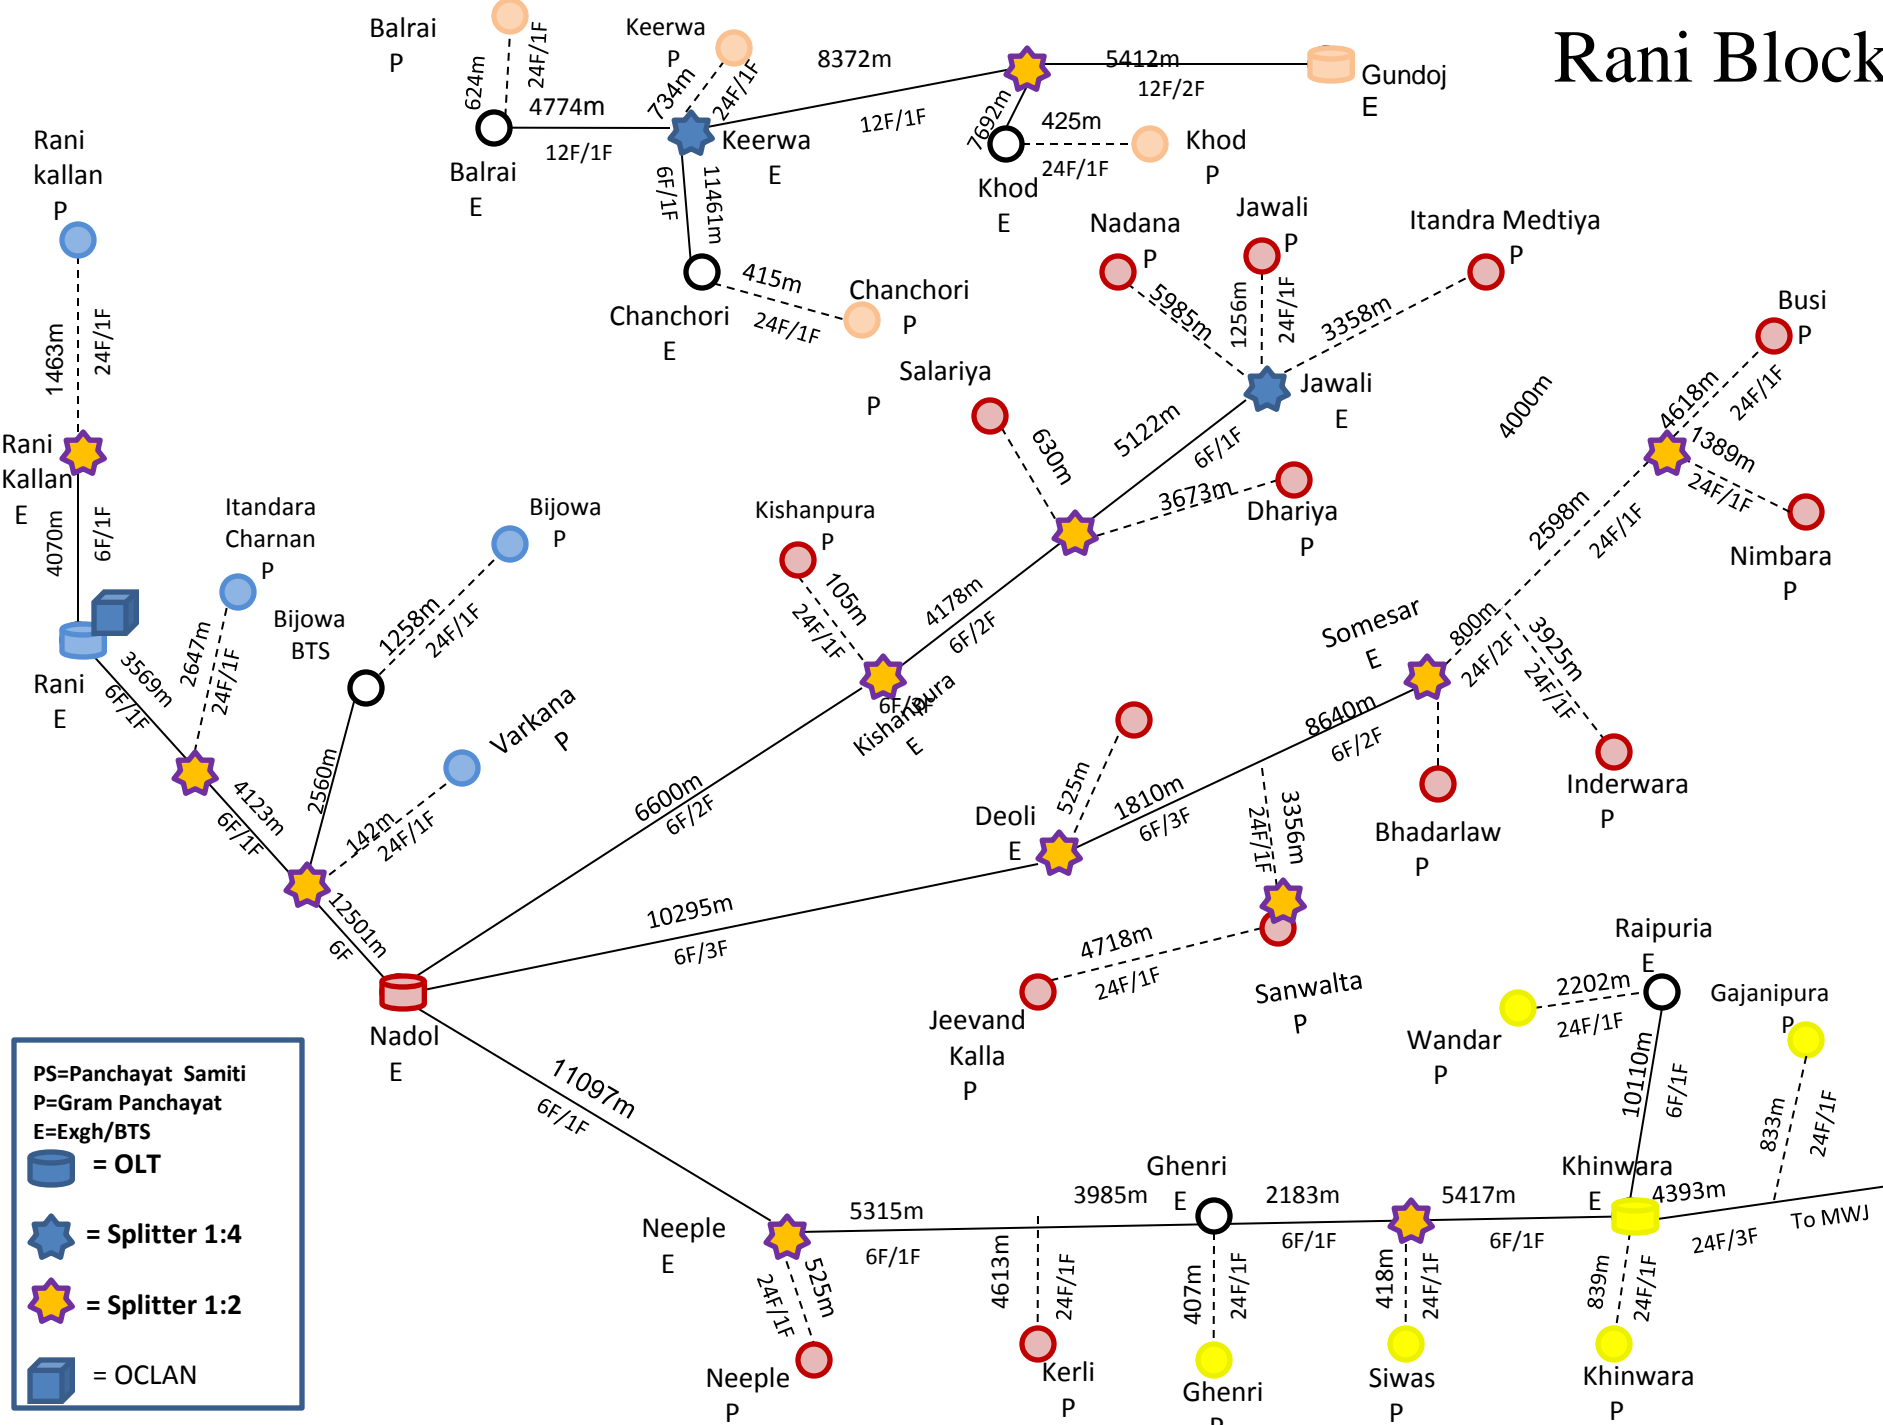 Rani Block
Balrai
P
624m
24F/1F
Keerwa
P
734m
24F/1F
8372m
12F/1F
5412m
12F/2F
Gundoj
E
4774m
12F/1F
Balrai
E
Keerwa
E
7692m
425m
24F/1F
Khod
P
Khod
E
6F/1F
11461m
415m
24F/1F
Chanchori
E
Chanchori
P
Rani
kallan
P
1463m
24F/1F
Rani
Kallan
E
4070m
6F/1F
Rani
E
Itandara
Charnan
P
2647m
24F/1F
3569m
6F/1F
Bijowa
BTS
Bijowa
P
1258m
24F/1F
2560m
Varkana
P
142m
24F/1F
4123m
6F/1F
12501m
6F
Nadol
E
Nadana
P
5985m
Jawali
P
1256m
24F/1F
Itandra Medtiya
P
3358m
Jawali
E
Salariya
P
630m
5122m
6F/1F
3673m
Dhariya
P
Kishanpura
P
105m
24F/1F
4178m
6F/2F
Kishanpura
E
6600m
6F/2F
4000m
Busi
P
4618m
24F/1F
1389m
24F/1F
Nimbara
P
2598m
24F/1F
Somesar
E
800m
24F/2F
3925m
24F/1F
Inderwara
P
8640m
6F/2F
Bhadarlaw
P
Deoli
E
525m
1810m
6F/3F
3356m
24F/1F
10295m
6F/3F
4718m
24F/1F
Jeevand
Kalla
P
Sanwalta
P
Raipuria
E
2202m
24F/1F
Wandar
P
Gajanipura
P
10110m
6F/1F
833m
24F/1F
11097m
6F/1F
Neeple
E
5315m
6F/1F
525m
24F/1F
Neeple
P
3985m
4613m
24F/1F
Kerli
P
Ghenri
E
407m
24F/1F
Ghenri
P
2183m
6F/1F
418m
24F/1F
Siwas
P
5417m
6F/1F
Khinwara
E
4393m
24F/3F
To MWJ
839m
24F/1F
Khinwara
P
PS=Panchayat Samiti
P=Gram Panchayat
E=Exgh/BTS
= OLT
= Splitter 1:4
= Splitter 1:2
= OCLAN